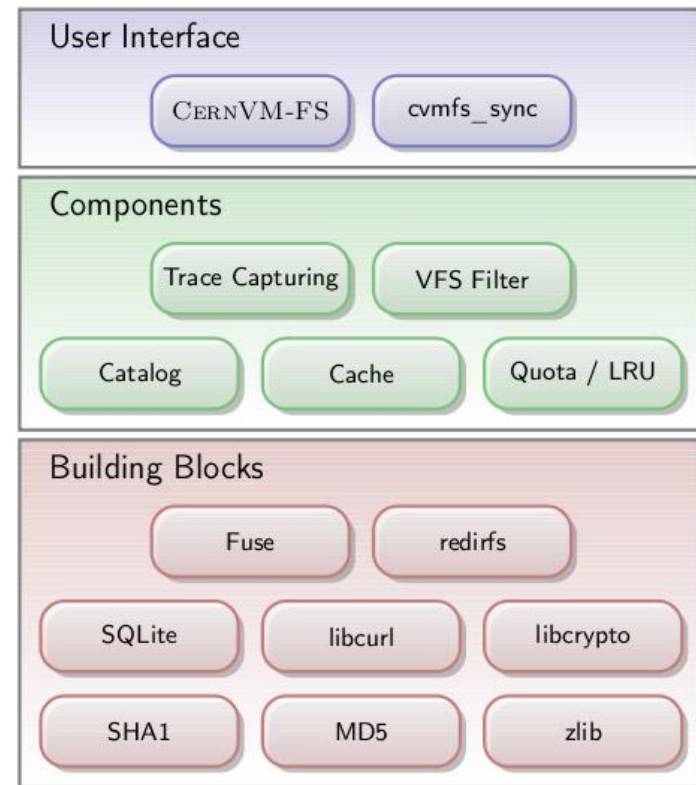 User Interface
CERNVM-FS cvmfs_sync
Components
Trace Capturing VFS Filter
Catalog Cache Quota / LRU
Building Blocks
Fuse redirfs
SQLite libcurl libcrypto
SHA1 MD5 zlib